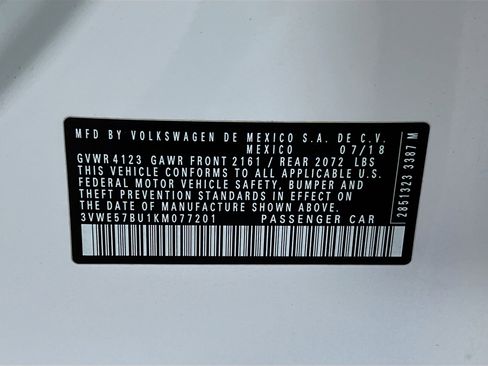 MFD BY VOLKSWAGEN DE MEXICO S.A. DE C.V.
MEXICO 07/18
GVWR 4123 GAWR FRONT 2161 / REAR 2072 LBS
THIS VEHICLE CONFORMS TO ALL APPLICABLE U.S.
FEDERAL MOTOR VEHICLE SAFETY, BUMPER AND
THEFT PREVENTION STANDARDS IN EFFECT ON
THE DATE OF MANUFACTURE SHOWN ABOVE.
3VWE57BU1KM077201 PASSENGER CAR
2851323 3387 M